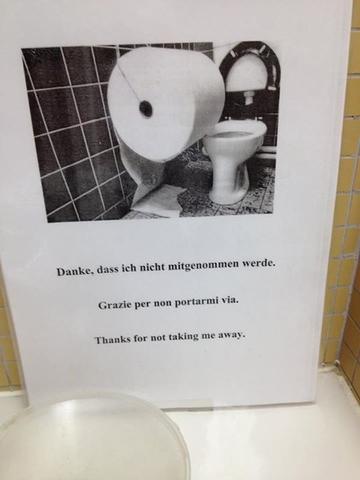 Danke, dass ich nicht mitgenommen werde.
Grazie per non portarmi via.
Thanks for not taking me away.